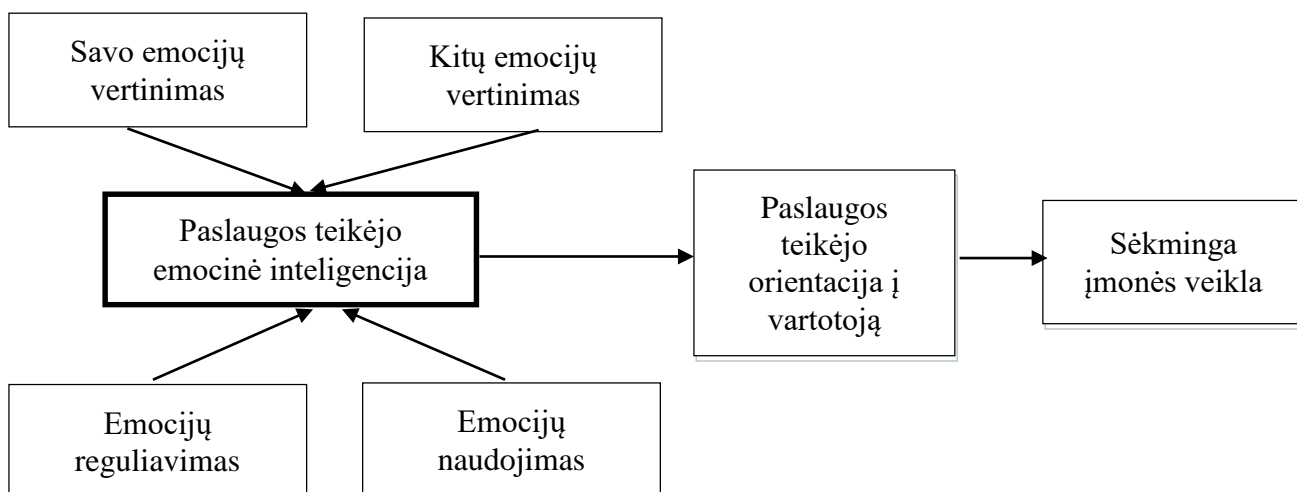 Savo emocijų
vertinimas
Kitų emocijų
vertinimas
Paslaugos teikėjo
emocinė inteligencija
Paslaugos
teikėjo
orientacija į
vartotoją
Sėkminga
įmonės veikla
Emocijų
reguliavimas
Emocijų
naudojimas